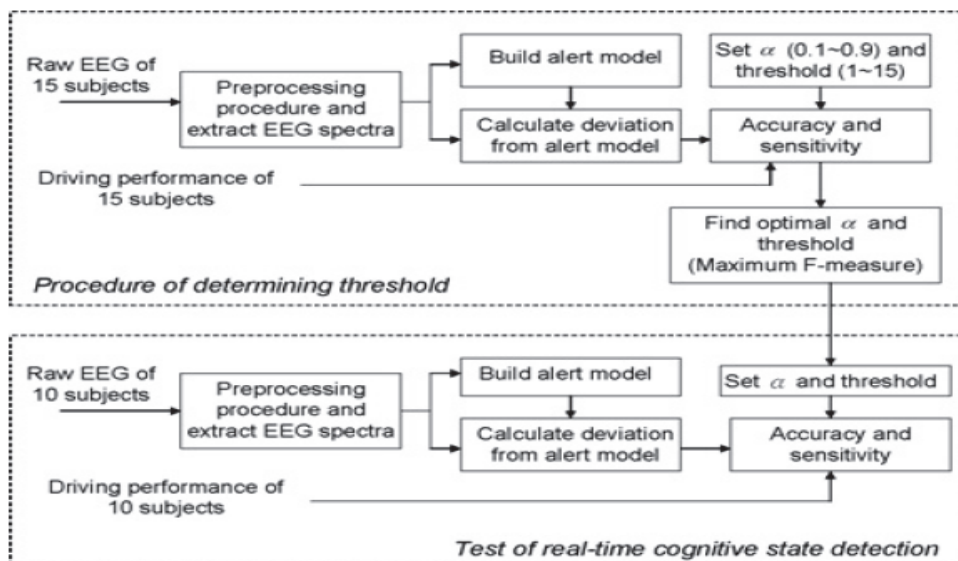 Raw EEG of
15 subjects
Preprocessing
procedure and
extract EEG spectra
Build alert model
Calculate deviation
from alert model
Set α (0.1~0.9) and
threshold (1~15)
Accuracy and
sensitivity
Driving performance of
15 subjects
Find optimal α and
threshold
(Maximum F-measure)
Procedure of determining threshold
Raw EEG of
10 subjects
Preprocessing
procedure and
extract EEG spectra
Build alert model
Calculate deviation
from alert model
Set α and threshold
Accuracy and
sensitivity
Driving performance of
10 subjects
Test of real-time cognitive state detection